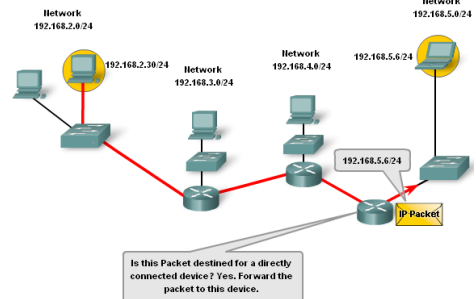 Network
192.168.2.0/24
Network
192.168.5.0/24
192.168.2.30/24
Network
192.168.3.0/24
Network
192.168.4.0/24
192.168.5.6/24
192.168.5.6/24
IP Packet
Is this Packet destined for a directly
connected device? Yes. Forward the
packet to this device.